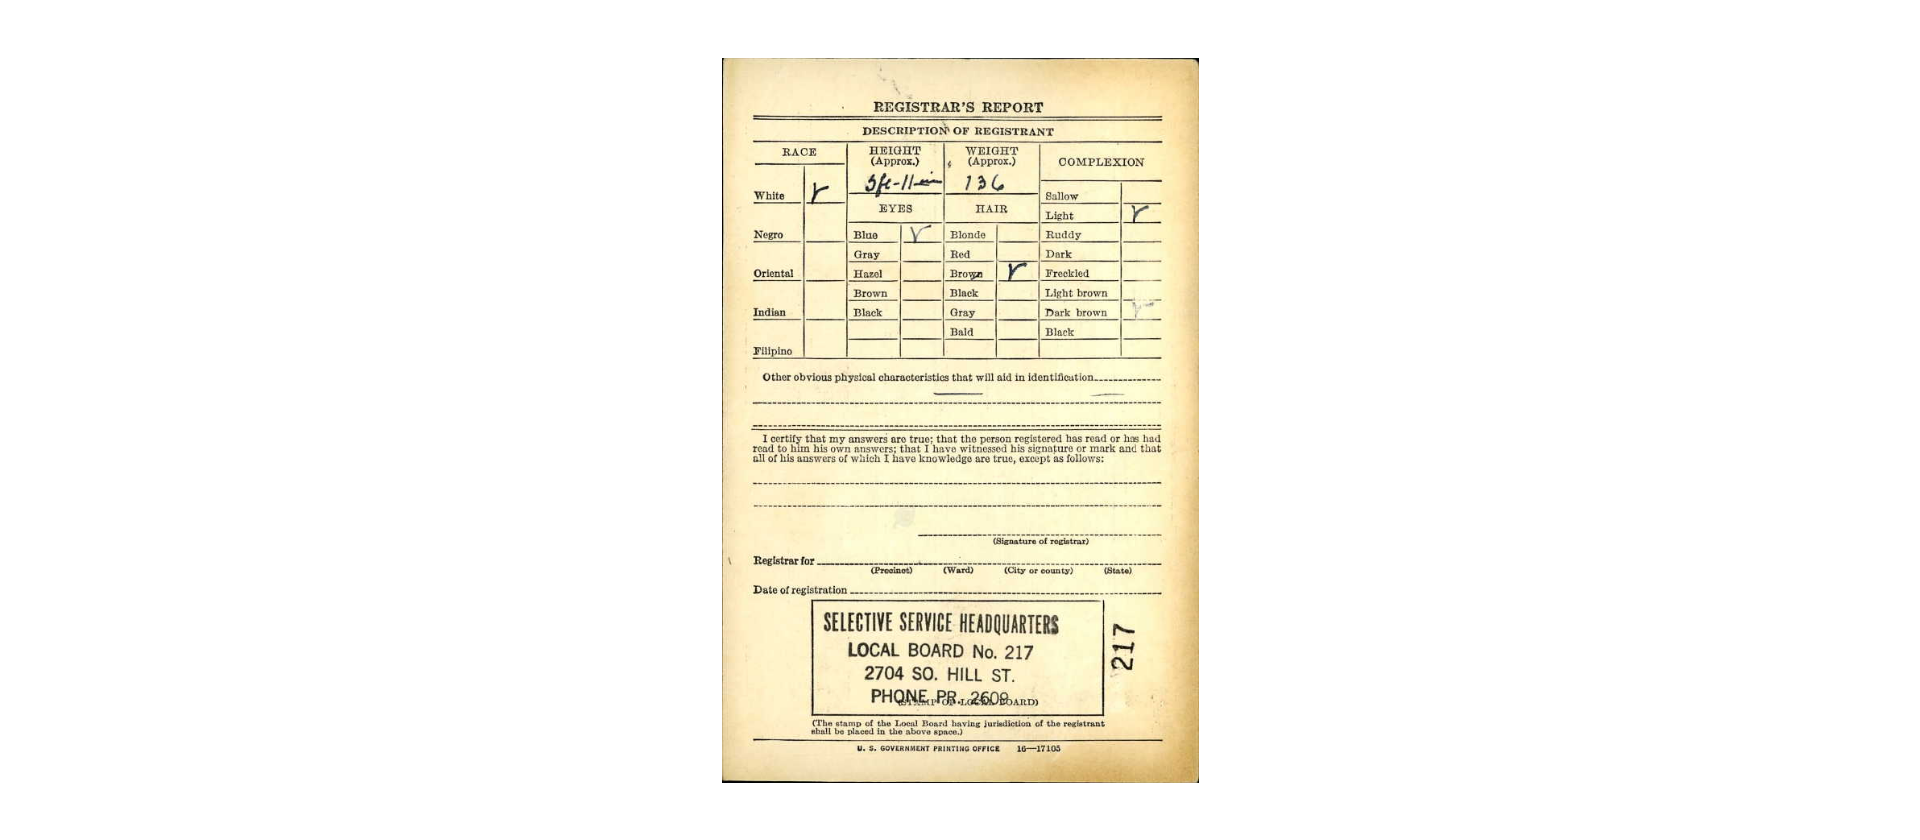 REGISTRAR'S REPORT
DESCRIPTION OF REGISTRANT
RACE
HEIGHT
(Approx.)
WEIGHT
(Approx.)
COMPLEXION
5ft-11in 136
White
Sallow
EYES HAIR
Light
Negro Blue Blonde Ruddy
Gray Red Dark
Oriental Hazel Brown Freckled
Brown Black Light brown
Indian Black Gray Dark brown
Bald Black
Filipino
Other obvious physical characteristics that will aid in identification
I certify that my answers are true; that the person registered has read or has had
read to him his own answers; that I have witnessed his signature or mark and that
all of his answers of which I have knowledge are true, except as follows:
(Signature of registrar)
Registrar for
(Precinct) (Ward) (City or county) (State)
Date of registration
SELECTIVE SERVICE HEADQUARTERS
LOCAL BOARD No. 217
2704 SO. HILL ST.
PHONE PR. 2609
(STAMP OF LOCAL BOARD)
217
(The stamp of the Local Board having jurisdiction of the registrant
shall be placed in the above space.)
U. S. GOVERNMENT PRINTING OFFICE 16—17105